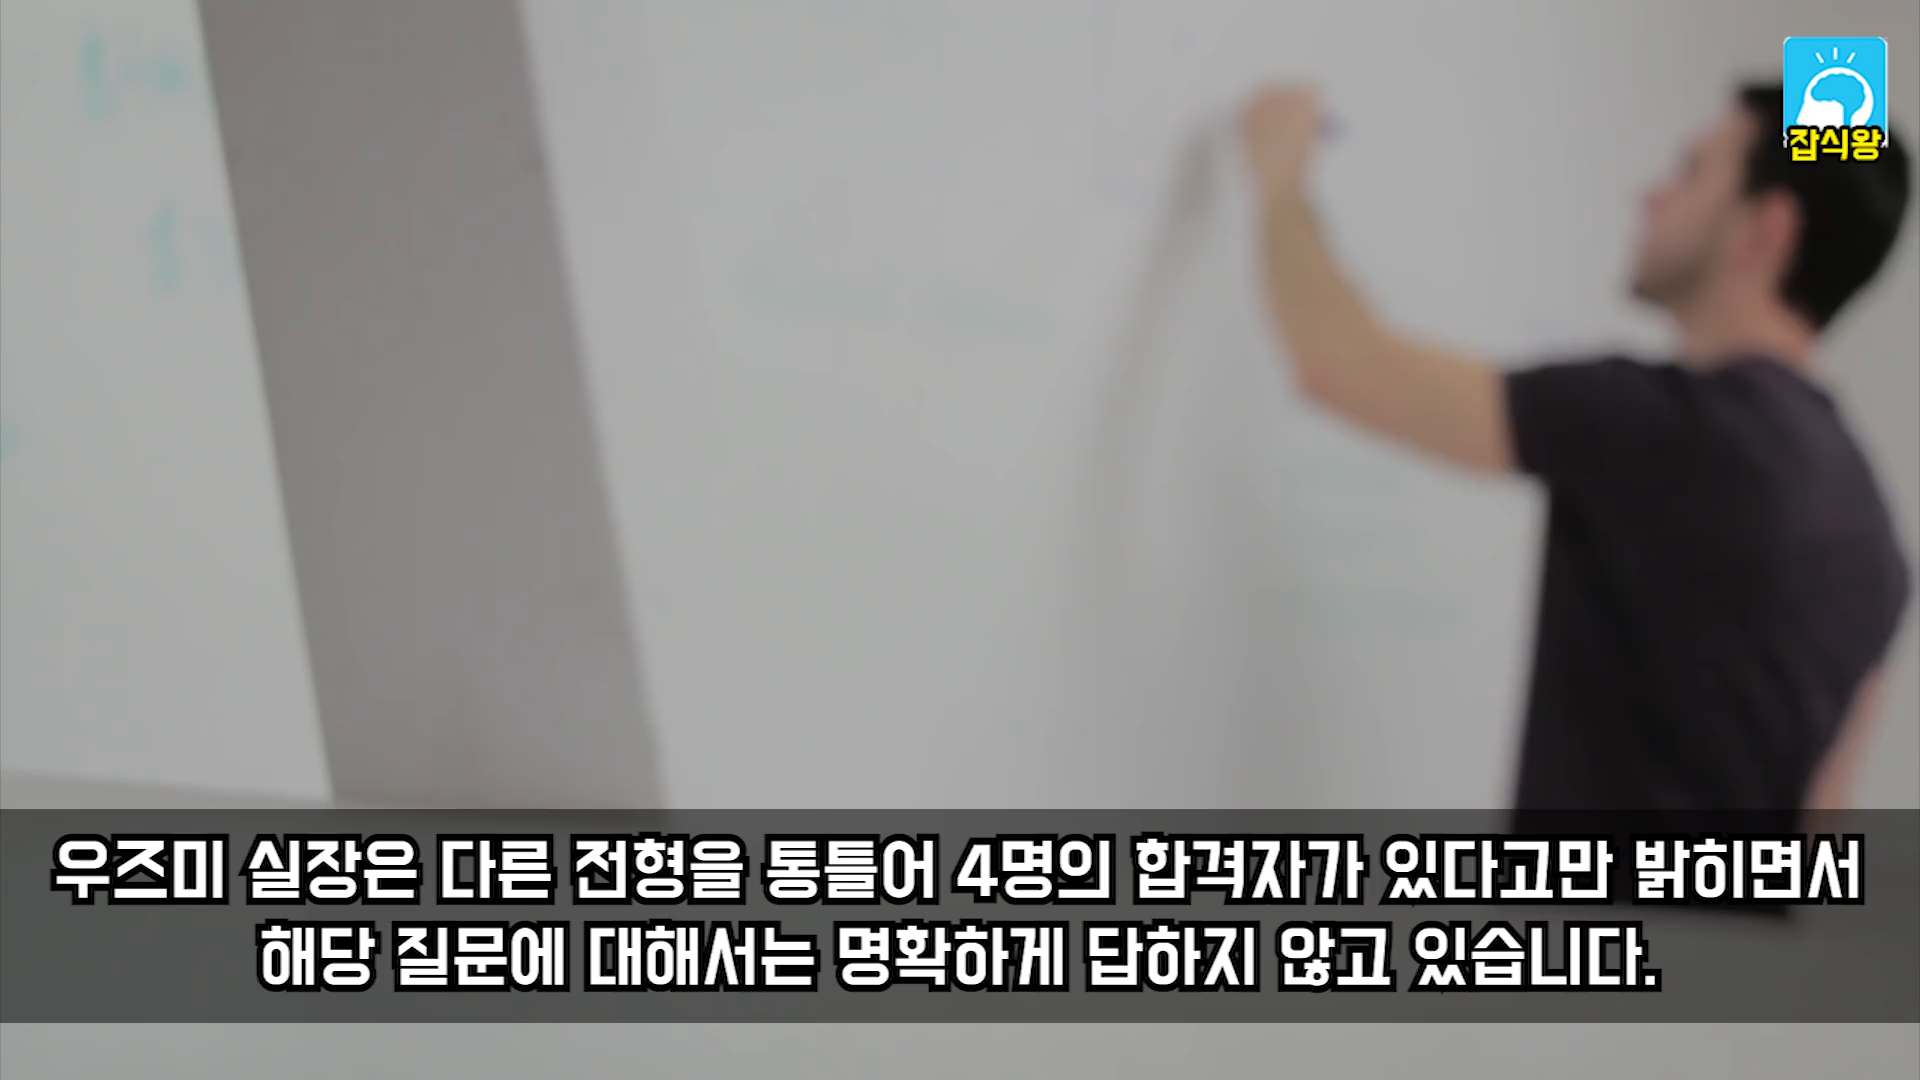 잡식왕
우즈미 실장은 다른 전형을 통틀어 4명의 합격자가 있다고만 밝히면서
해당 질문에 대해서는 명확하게 답하지 않고 있습니다.